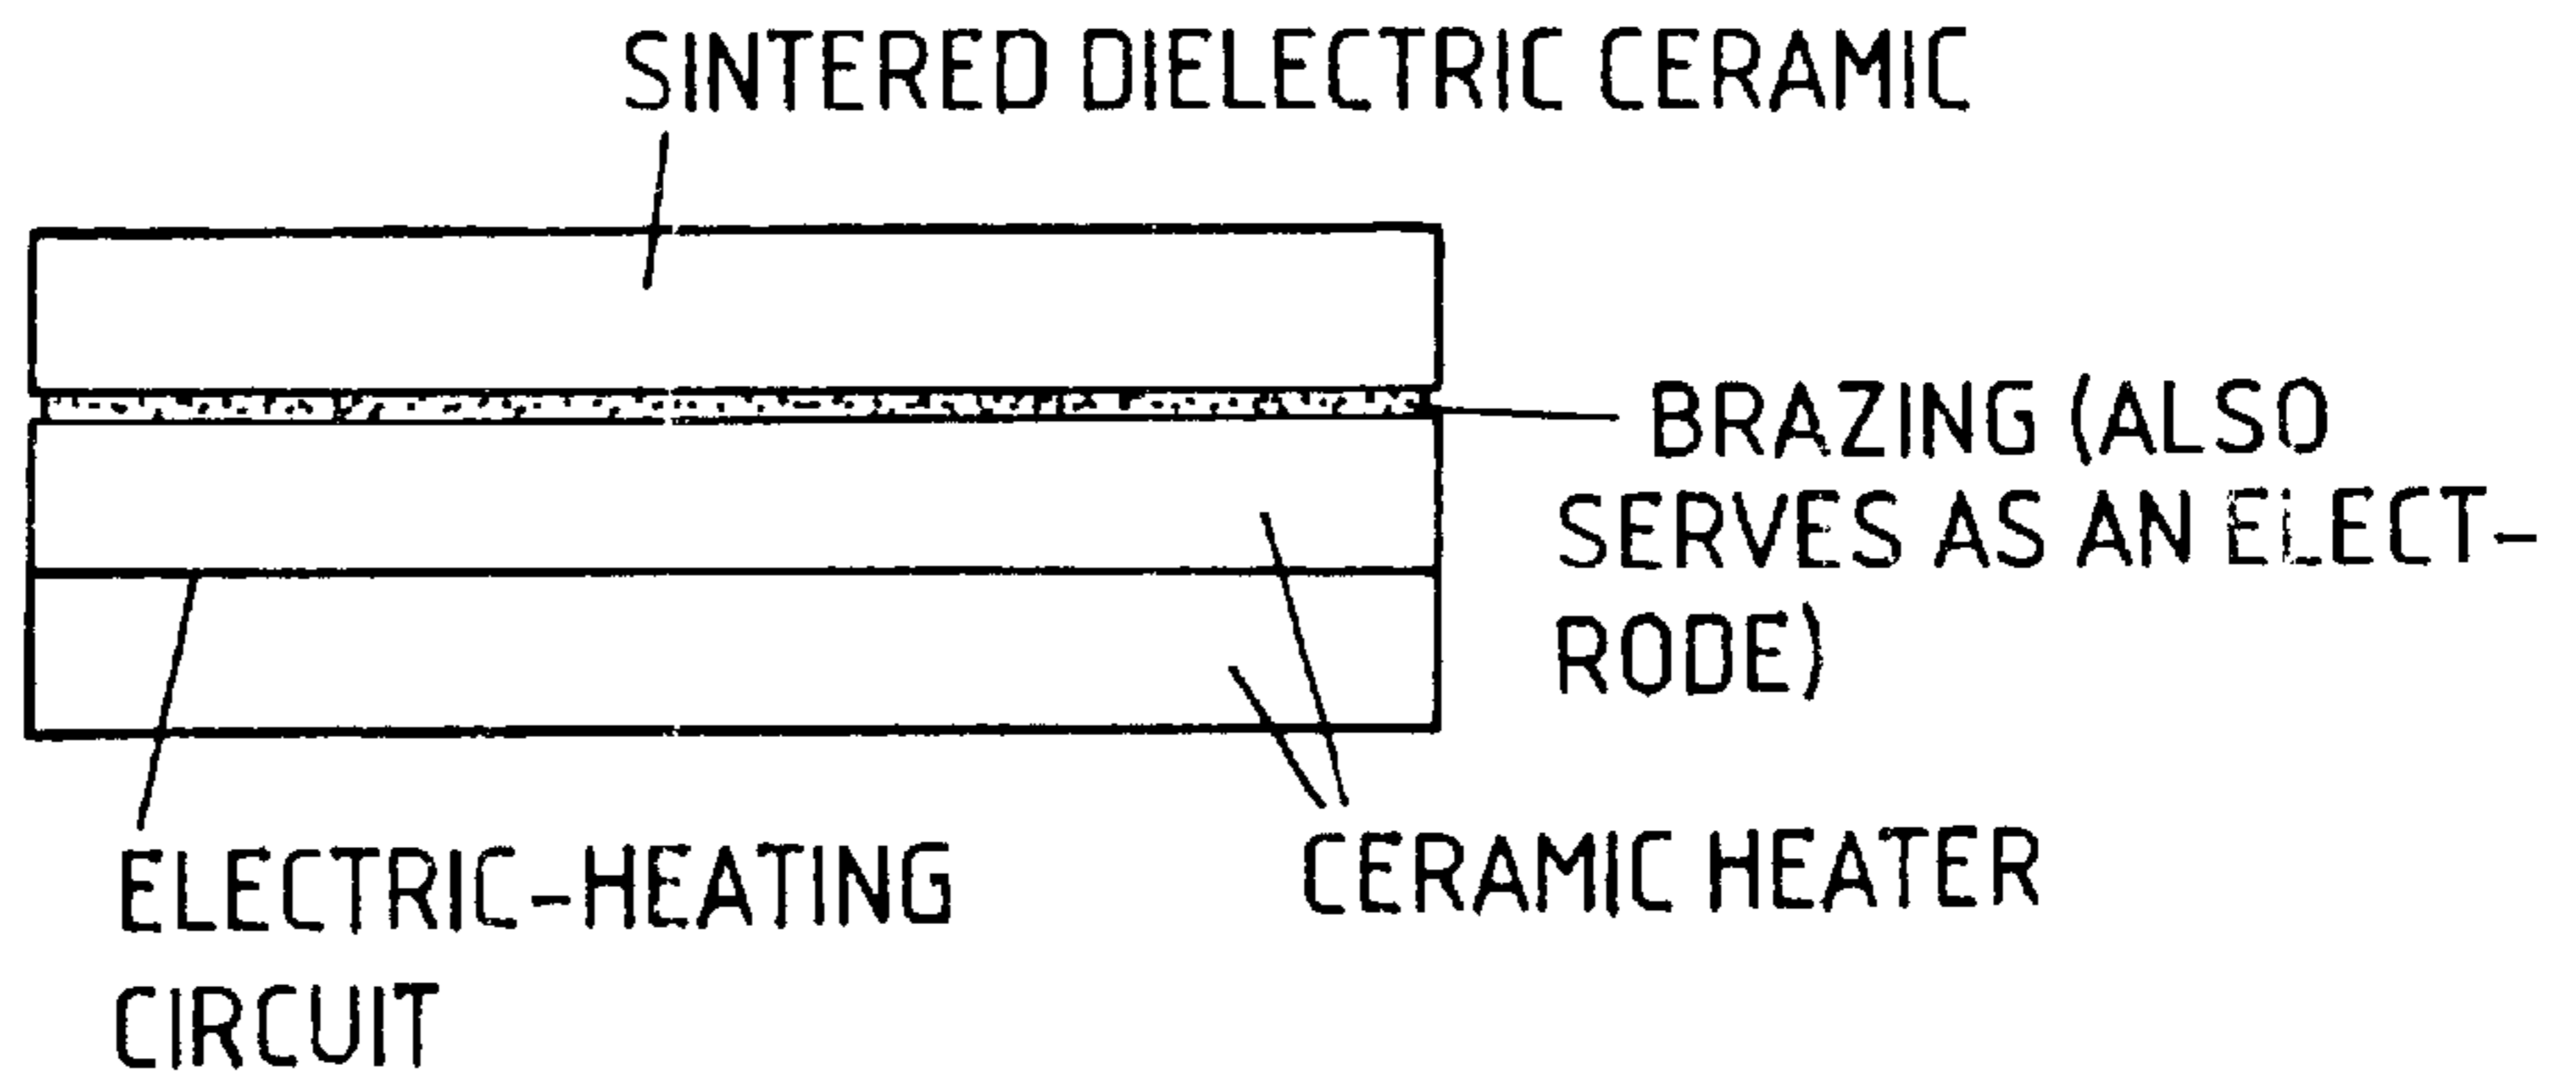 SINTERED DIELECTRIC CERAMIC
BRAZING (ALSO
SERVES AS AN ELECT-
RODE)
ELECTRIC-HEATING
CIRCUIT
CERAMIC HEATER